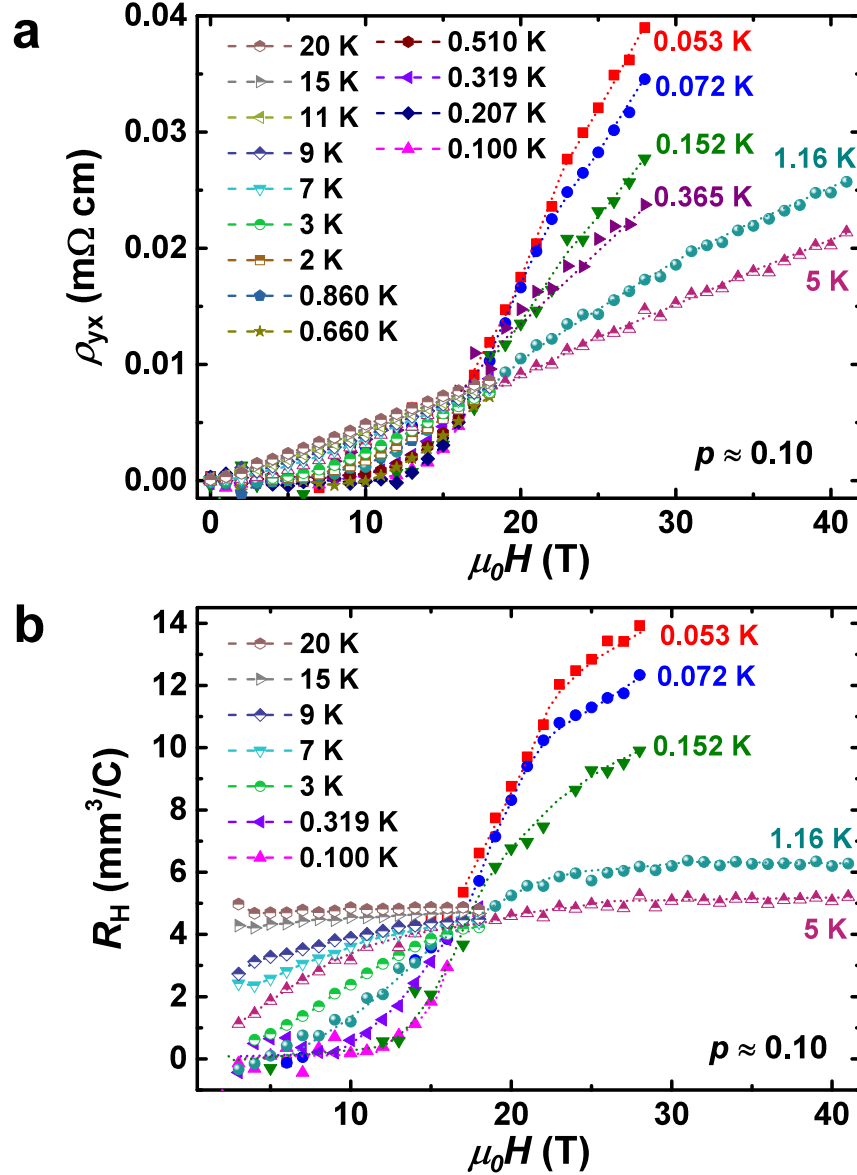 a
0.04
0.03
0.02
0.01
0.00
ρyx (mΩ cm)
20 K
15 K
11 K
9 K
7 K
3 K
2 K
0.860 K
0.660 K
0.510 K
0.319 K
0.207 K
0.100 K
0.053 K
0.072 K
0.152 K
0.365 K
1.16 K
5 K
p ≈ 0.10
0 10 20 30 40
μ0H (T)
b
14
12
10
8
6
4
2
0
RH (mm³/C)
20 K
15 K
9 K
7 K
3 K
0.319 K
0.100 K
0.053 K
0.072 K
0.152 K
1.16 K
5 K
p ≈ 0.10
10 20 30 40
μ0H (T)